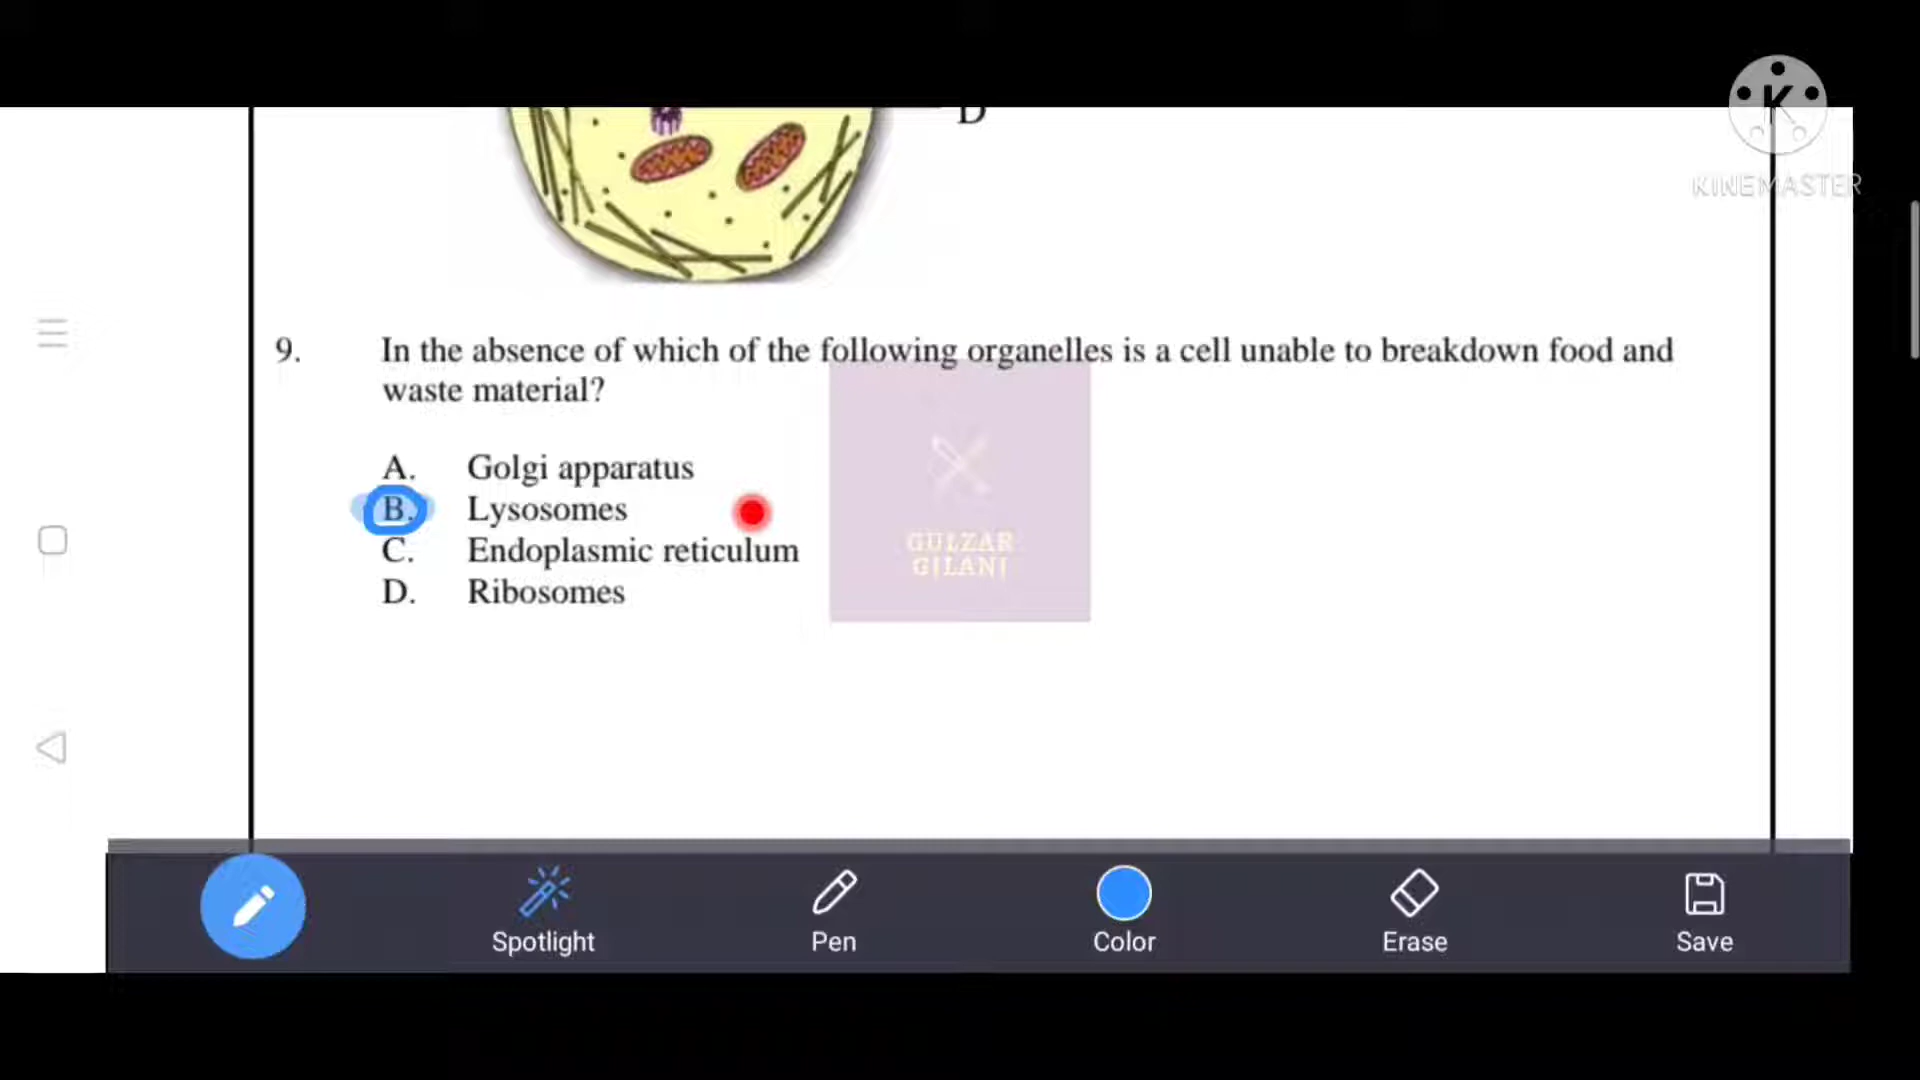 D
KINEMASTER
9. In the absence of which of the following organelles is a cell unable to breakdown food and
waste material?
A. Golgi apparatus
B. Lysosomes
C. Endoplasmic reticulum
D. Ribosomes
GULZAR
GILANI
Spotlight
Pen
Color
Erase
Save